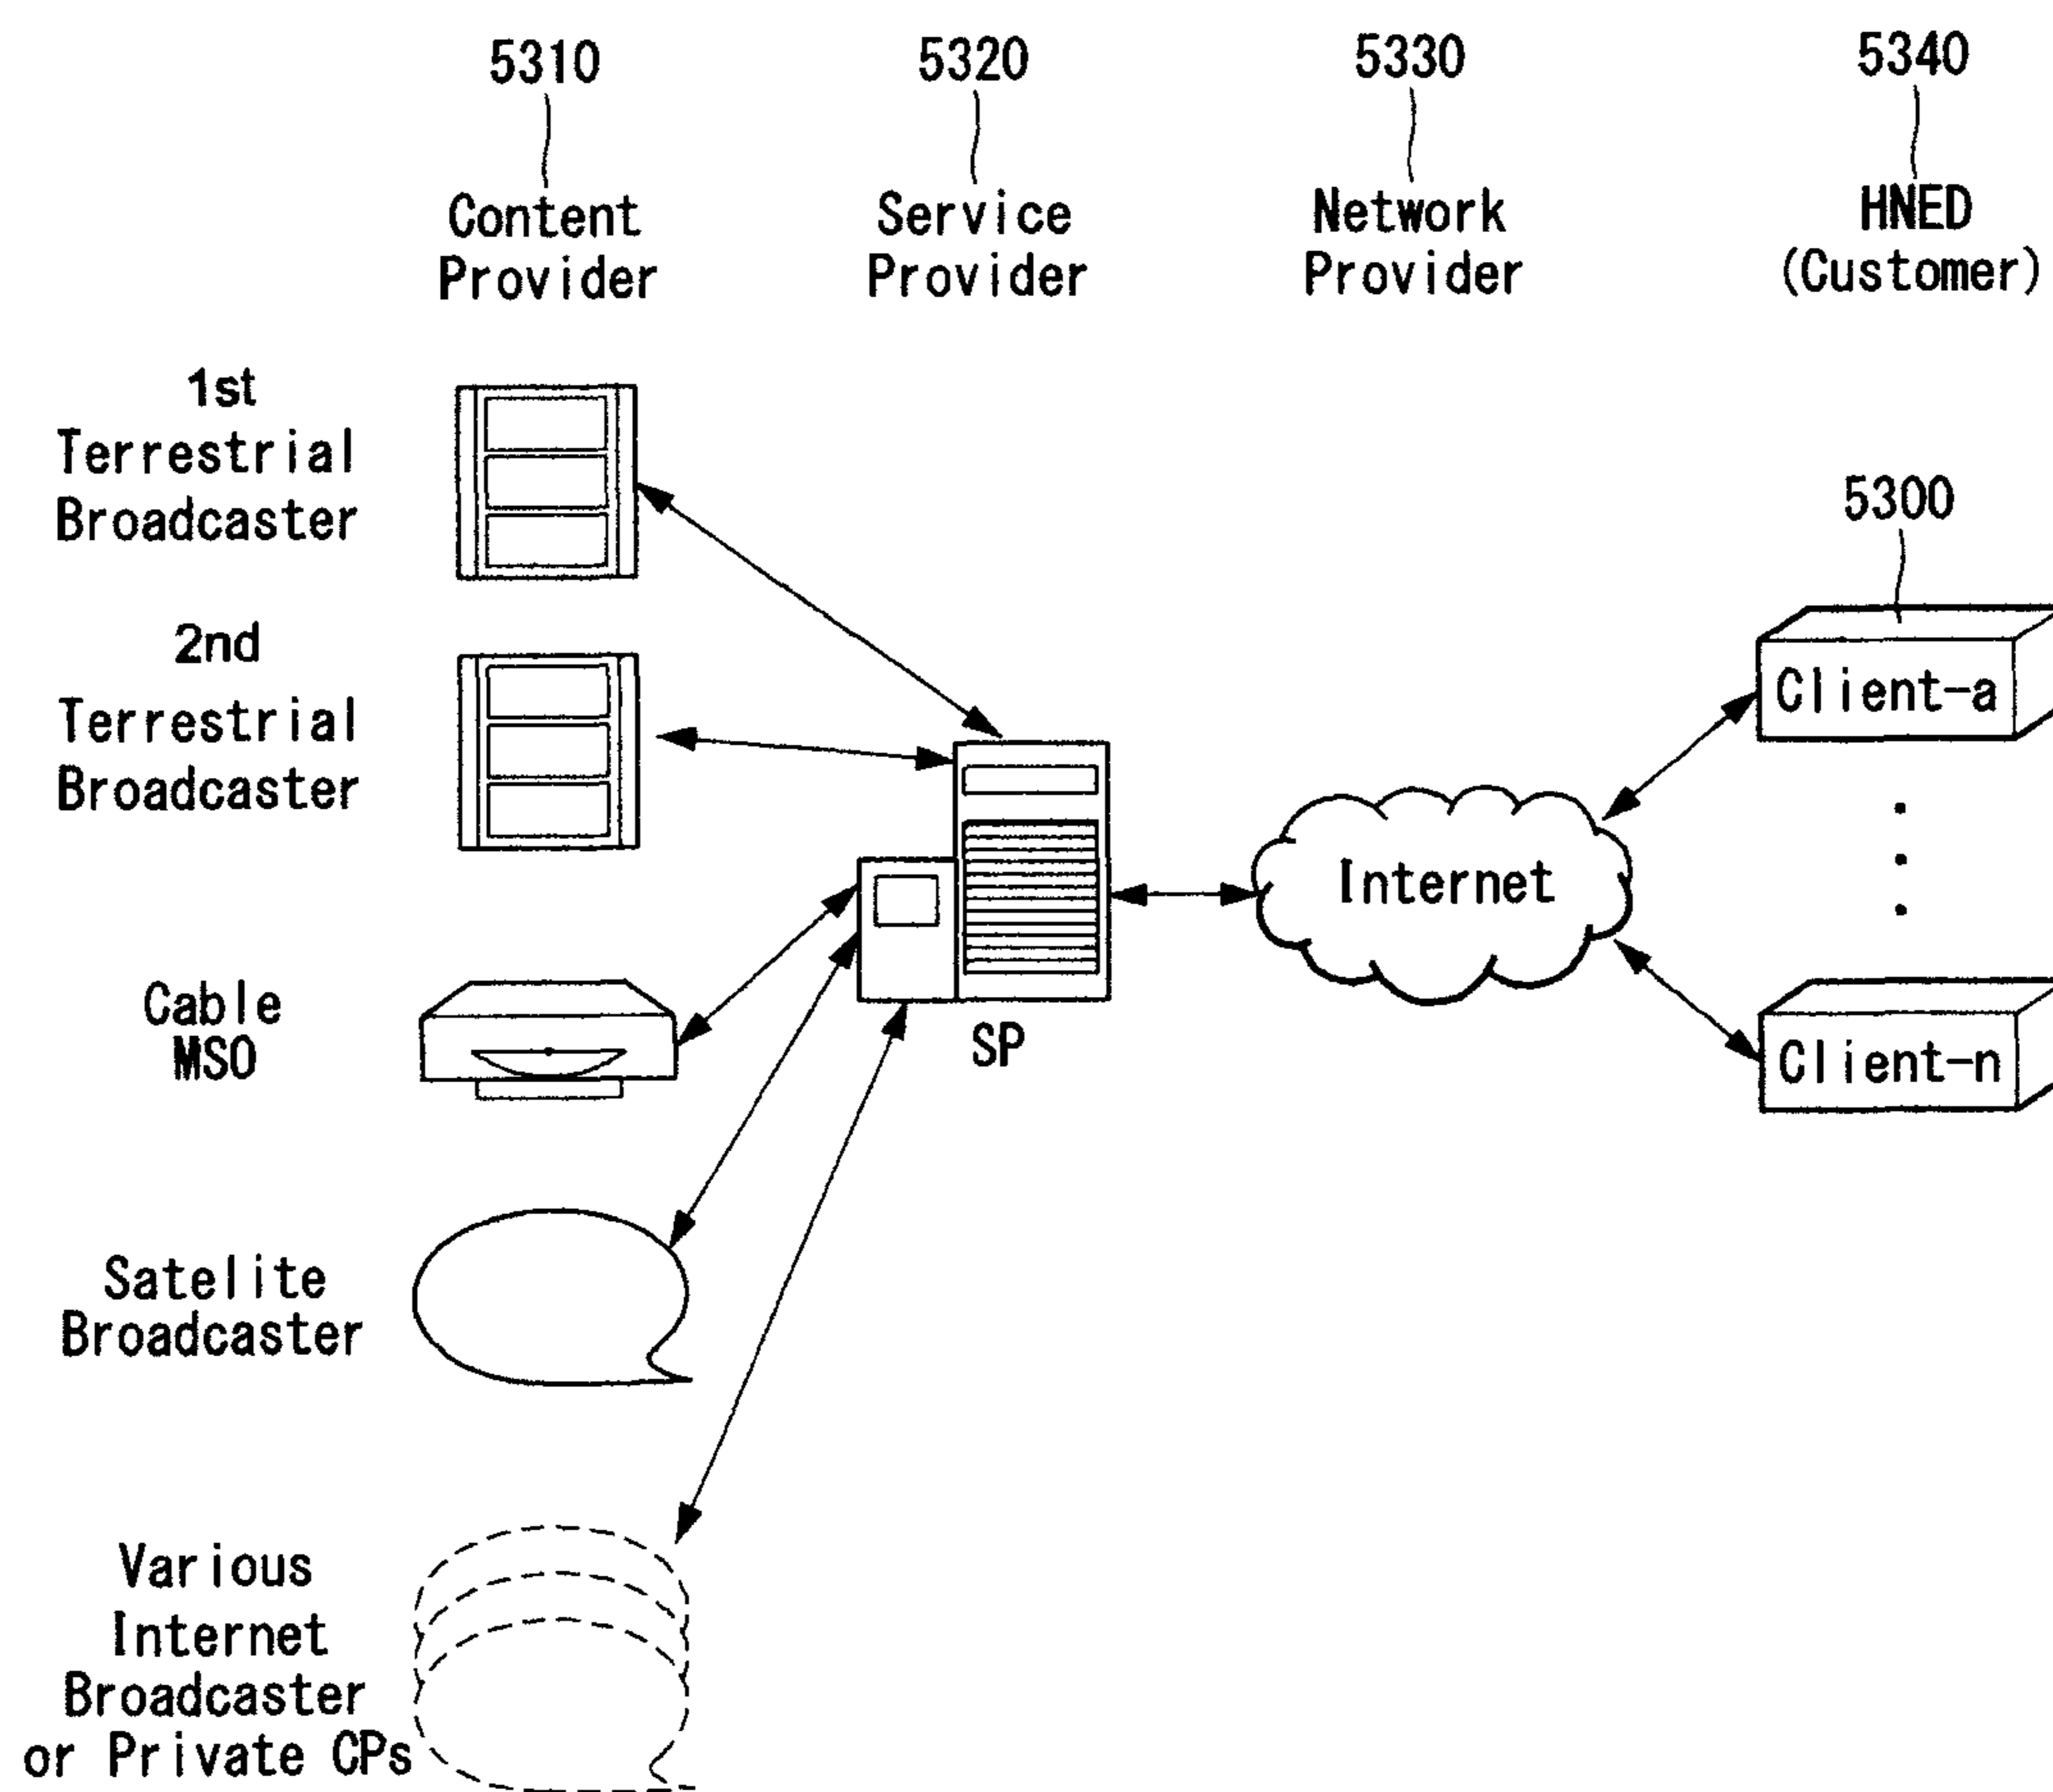 5310
5320
5330
5340
Content
Provider
Service
Provider
Network
Provider
HNED
(Customer)
1st
Terrestrial
Broadcaster
5300
Client-a
2nd
Terrestrial
Broadcaster
Internet
Cable
MSO
SP
Client-n
Satelite
Broadcaster
Various
Internet
Broadcaster
or Private CPs